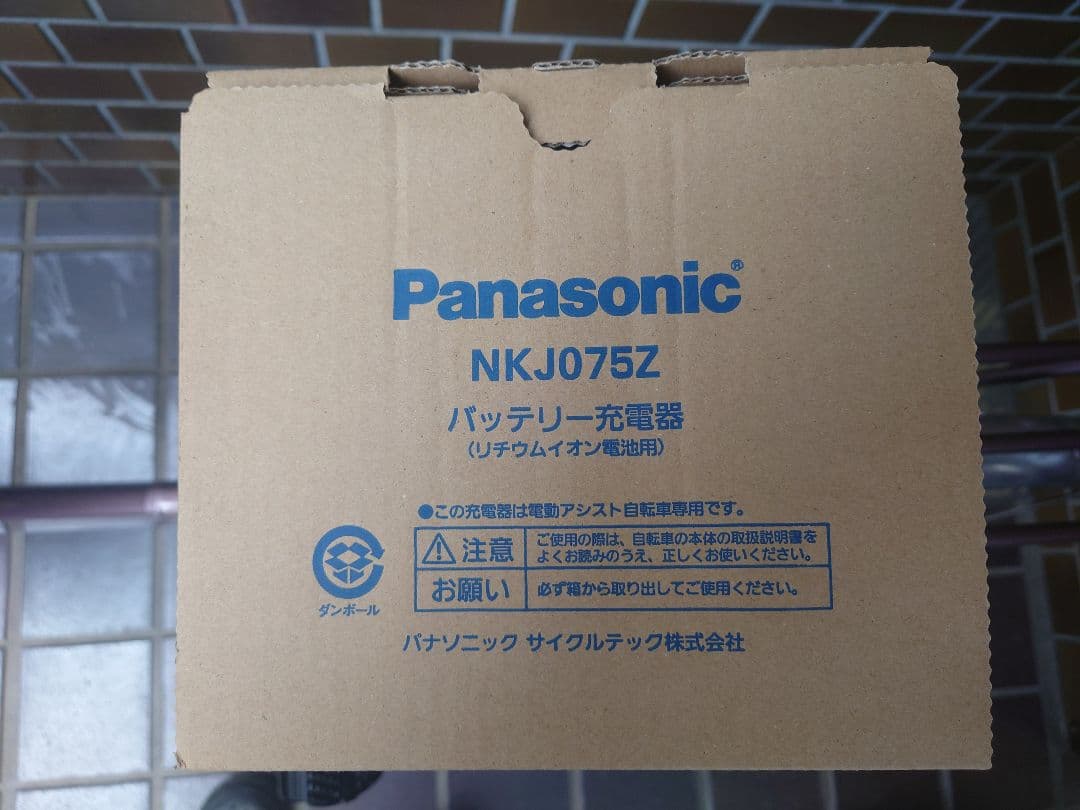 Panasonic®
NKJ075Z
バッテリー充電器
(リチウムイオン電池用)
●この充電器は電動アシスト自転車専用です。
⚠注意
ご使用の際は、自転車の本体の取扱説明書を
よくお読みのうえ、正しくお使いください。
お願い
必ず箱から取り出してご使用ください。
ダンボール
パナソニック サイクルテック株式会社